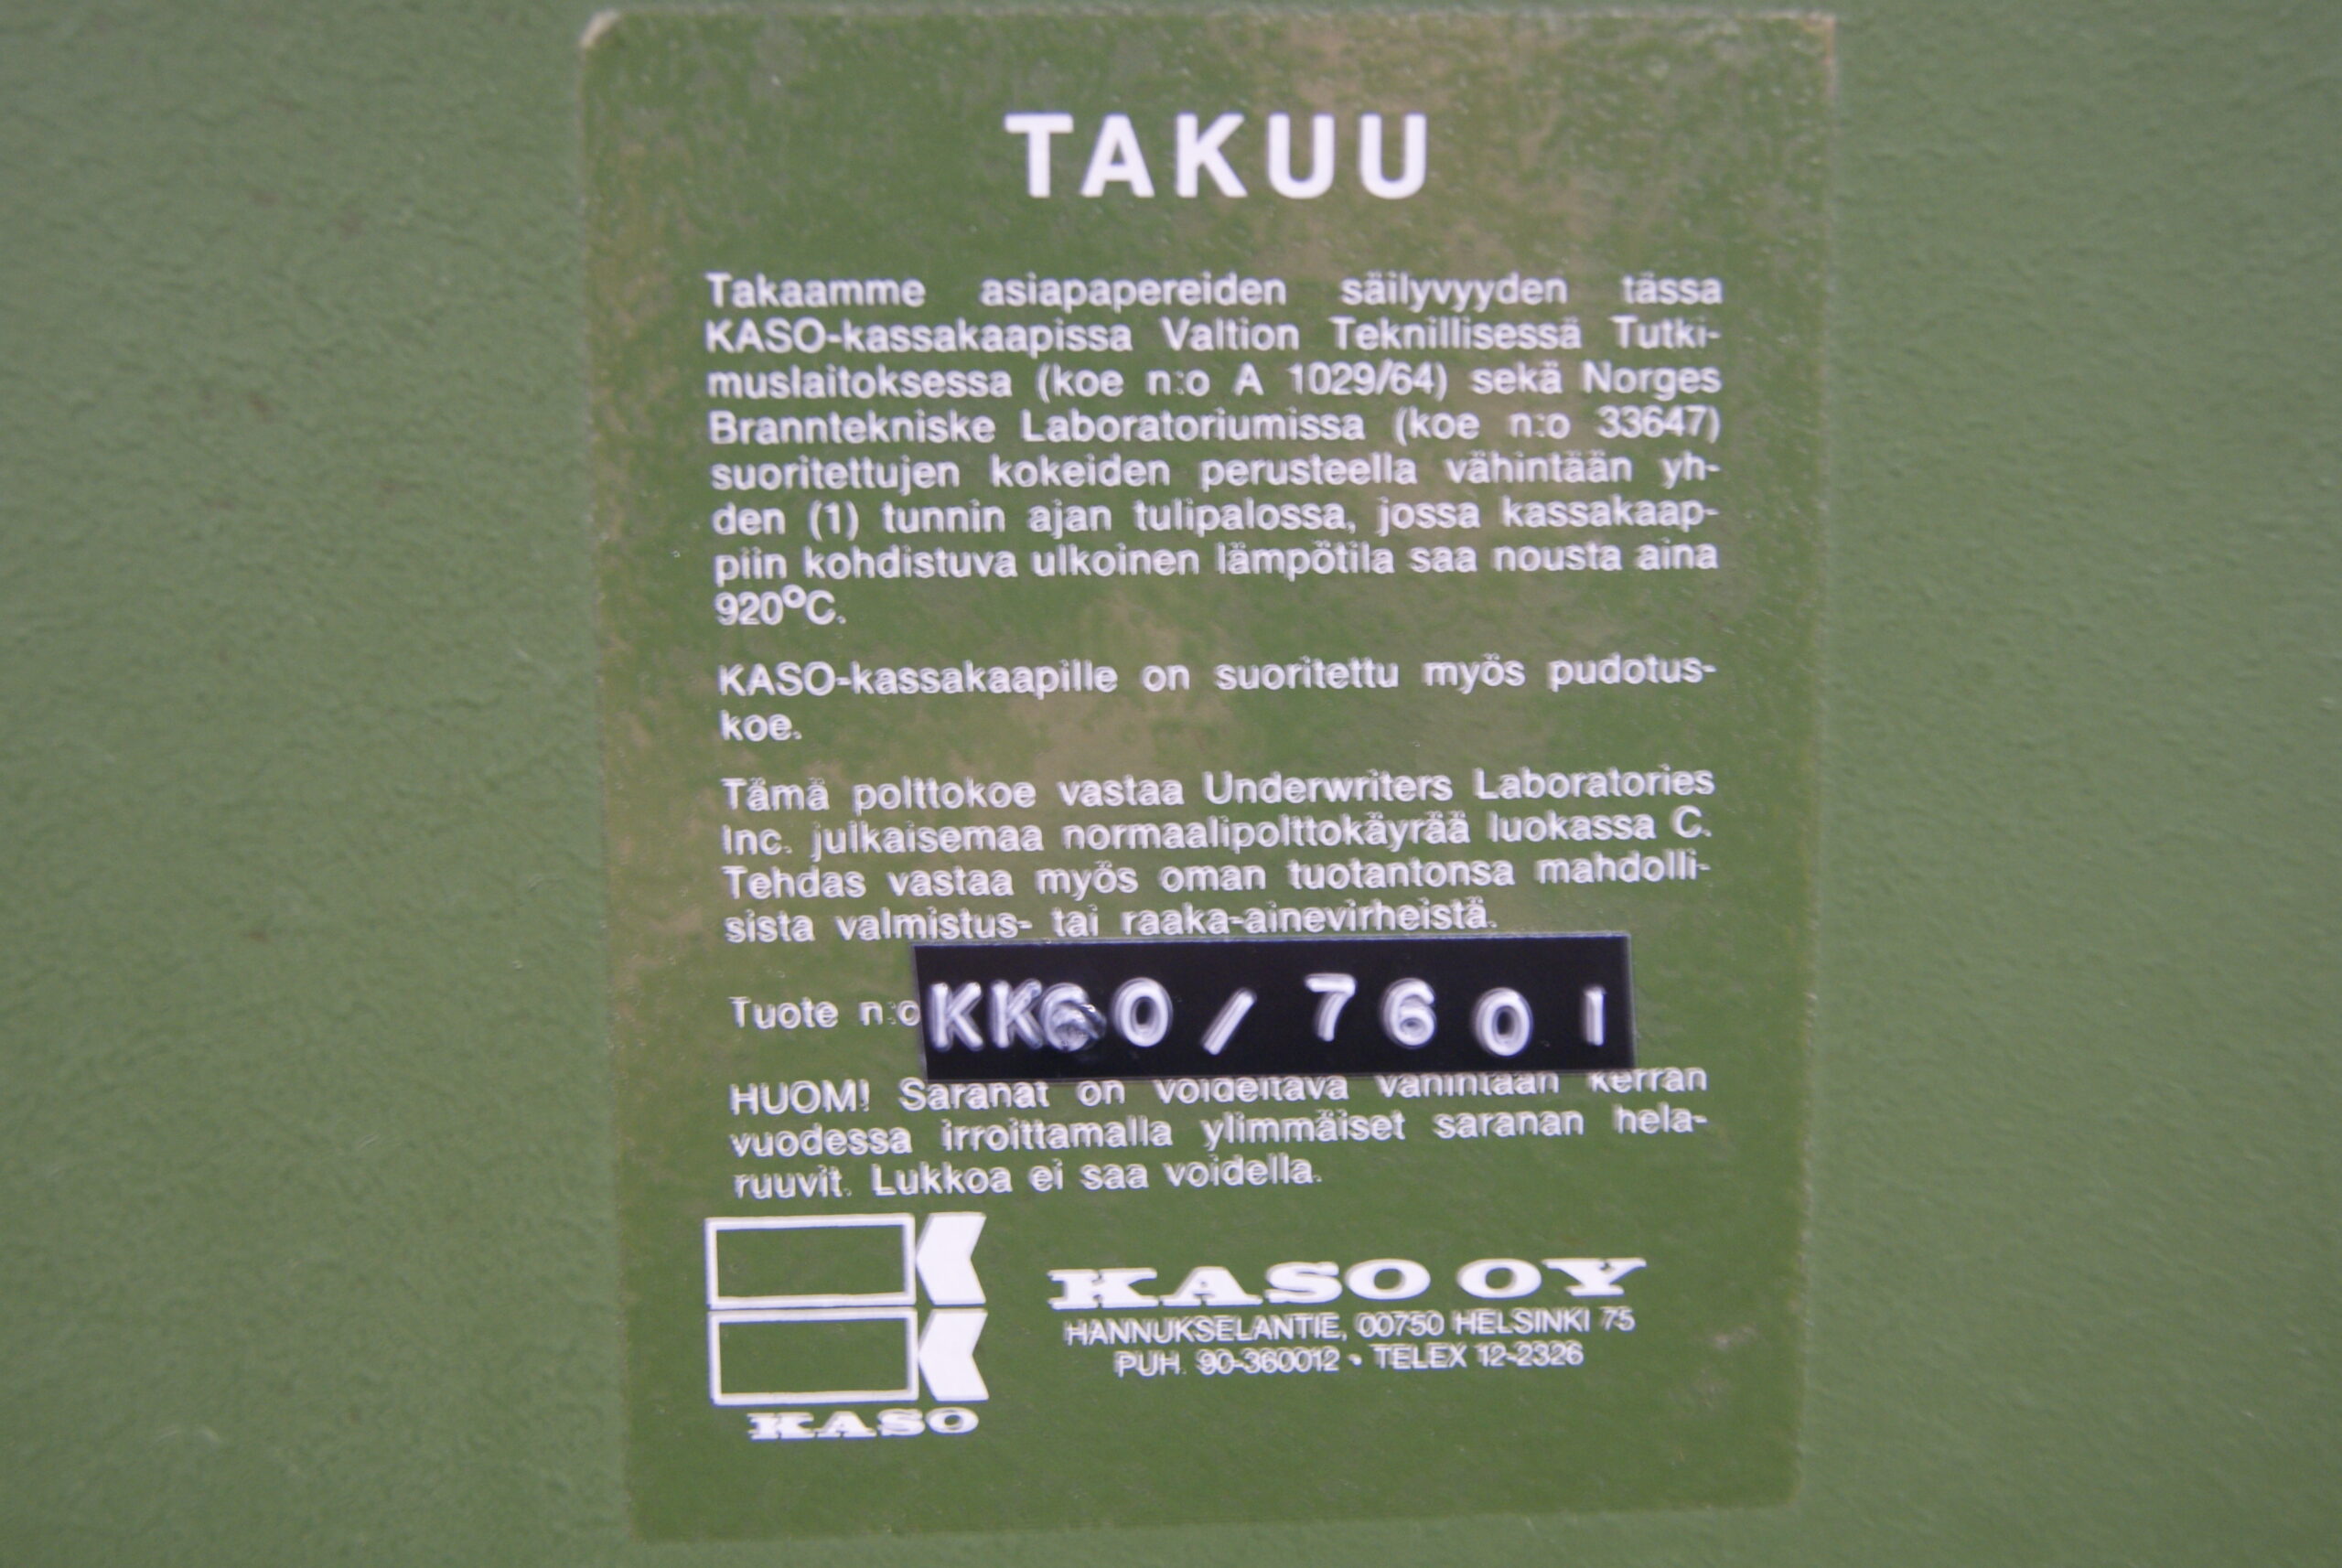 TAKUU
Takaamme asiapapereiden säilyvyyden tässa
KASO-kassakaapissa Valtion Teknillisessä Tutki-
muslaitoksessa (koe n:o A 1029/64) sekä Norges
Branntekniske Laboratoriumissa (koe n:o 33647)
suoritettujen kokeiden perusteella vähintään yh-
den (1) tunnin ajan tulipalossa, jossa kassakaap-
piin kohdistuva ulkoinen lämpötila saa nousta aina
920°C.
KASO-kassakaapille on suoritettu myös pudotus-
koe.
Tämä polttokoe vastaa Underwriters Laboratories
Inc. julkaisemaa normaalipolttokäyrää luokassa C.
Tehdas vastaa myös oman tuotantonsa mahdolli-
sista valmistus- tai raaka-ainevirheistä.
Tuote n:o KK60/7601
HUOM! Saranat on voideltava vähintään kerran
vuodessa irroittamalla ylimmäiset saranan hela-
ruuvit. Lukkoa ei saa voidella.
KASO OY
HANNUKSELANTIE, 00750 HELSINKI 75
PUH. 90-360012 • TELEX 12-2326
KASO